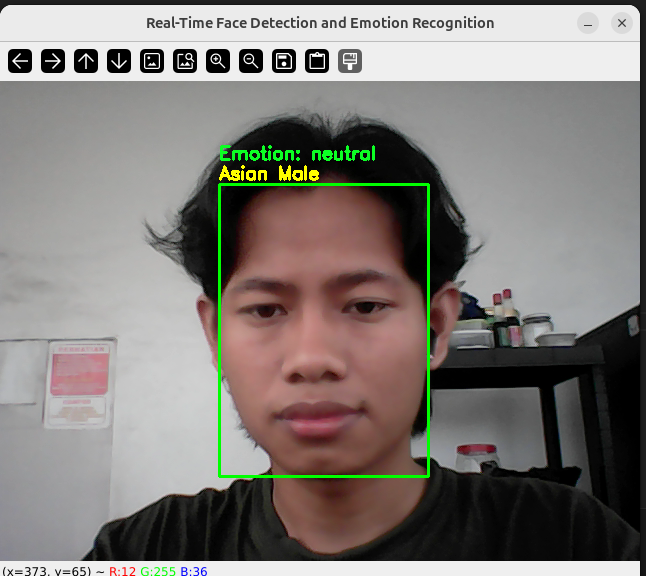 Real-Time Face Detection and Emotion Recognition
Emotion: neutral
Asian Male
(x=373, y=65) ~ R:12 G:255 B:36